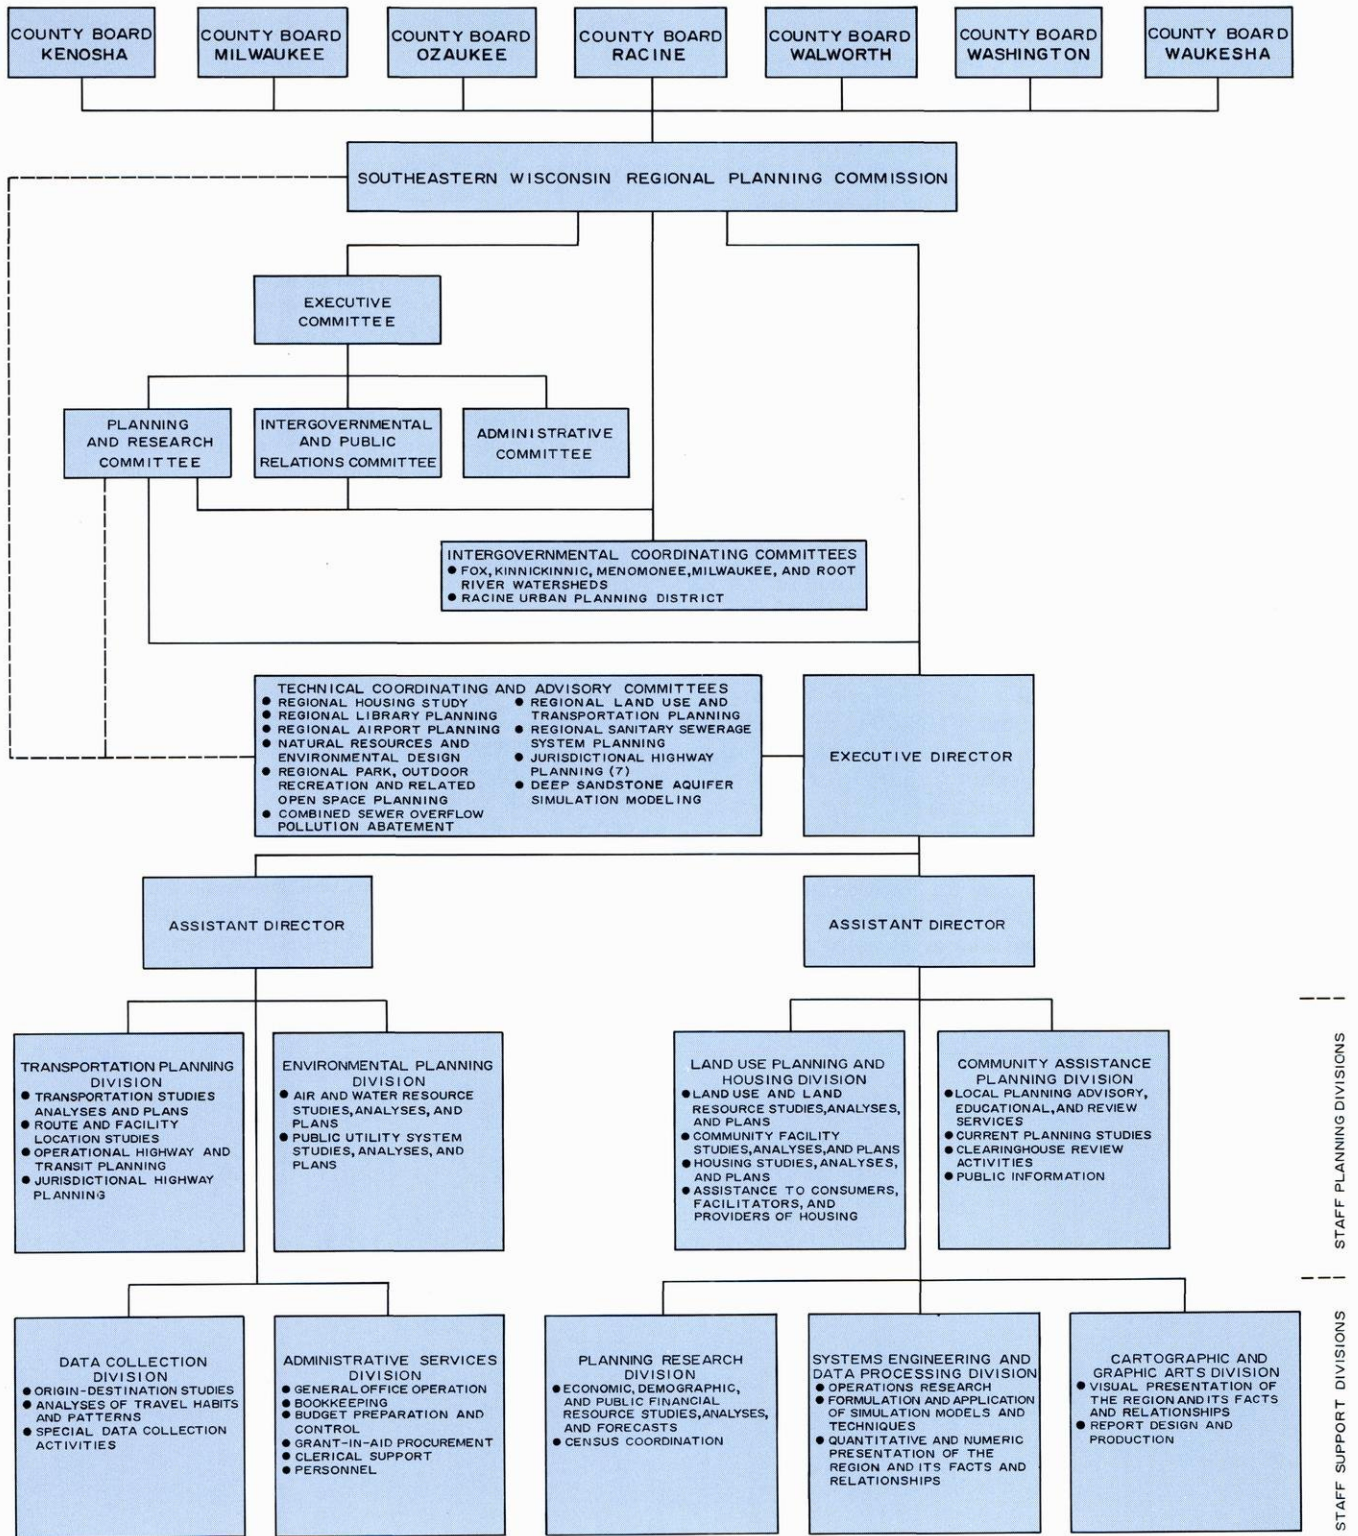 COUNTY BOARD
KENOSHA
COUNTY BOARD
MILWAUKEE
COUNTY BOARD
OZAUKEE
COUNTY BOARD
RACINE
COUNTY BOARD
WALWORTH
COUNTY BOARD
WASHINGTON
COUNTY BOARD
WAUKESHA
SOUTHEASTERN WISCONSIN REGIONAL PLANNING COMMISSION
EXECUTIVE
COMMITTEE
PLANNING
AND RESEARCH
COMMITTEE
INTERGOVERNMENTAL
AND PUBLIC
RELATIONS COMMITTEE
ADMINISTRATIVE
COMMITTEE
INTERGOVERNMENTAL COORDINATING COMMITTEES
● FOX, KINNICKINNIC, MENOMONEE, MILWAUKEE, AND ROOT
RIVER WATERSHEDS
● RACINE URBAN PLANNING DISTRICT
TECHNICAL COORDINATING AND ADVISORY COMMITTEES
● REGIONAL HOUSING STUDY
● REGIONAL LIBRARY PLANNING
● REGIONAL AIRPORT PLANNING
● NATURAL RESOURCES AND
ENVIRONMENTAL DESIGN
● REGIONAL PARK, OUTDOOR
RECREATION AND RELATED
OPEN SPACE PLANNING
● COMBINED SEWER OVERFLOW
POLLUTION ABATEMENT
● REGIONAL LAND USE AND
TRANSPORTATION PLANNING
● REGIONAL SANITARY SEWERAGE
SYSTEM PLANNING
● JURISDICTIONAL HIGHWAY
PLANNING (7)
● DEEP SANDSTONE AQUIFER
SIMULATION MODELING
EXECUTIVE DIRECTOR
ASSISTANT DIRECTOR
ASSISTANT DIRECTOR
TRANSPORTATION PLANNING
DIVISION
● TRANSPORTATION STUDIES
ANALYSES AND PLANS
● ROUTE AND FACILITY
LOCATION STUDIES
● OPERATIONAL HIGHWAY AND
TRANSIT PLANNING
● JURISDICTIONAL HIGHWAY
PLANNING
ENVIRONMENTAL PLANNING
DIVISION
● AIR AND WATER RESOURCE
STUDIES, ANALYSES, AND
PLANS
● PUBLIC UTILITY SYSTEM
STUDIES, ANALYSES, AND
PLANS
LAND USE PLANNING AND
HOUSING DIVISION
● LAND USE AND LAND
RESOURCE STUDIES, ANALYSES,
AND PLANS
● COMMUNITY FACILITY
STUDIES, ANALYSES, AND PLANS
● HOUSING STUDIES, ANALYSES,
AND PLANS
● ASSISTANCE TO CONSUMERS,
FACILITATORS, AND
PROVIDERS OF HOUSING
COMMUNITY ASSISTANCE
PLANNING DIVISION
● LOCAL PLANNING ADVISORY,
EDUCATIONAL, AND REVIEW
SERVICES
● CURRENT PLANNING STUDIES
● CLEARINGHOUSE REVIEW
ACTIVITIES
● PUBLIC INFORMATION
STAFF PLANNING DIVISIONS
DATA COLLECTION
DIVISION
● ORIGIN-DESTINATION STUDIES
● ANALYSES OF TRAVEL HABITS
AND PATTERNS
● SPECIAL DATA COLLECTION
ACTIVITIES
ADMINISTRATIVE SERVICES
DIVISION
● GENERAL OFFICE OPERATION
● BOOKKEEPING
● BUDGET PREPARATION AND
CONTROL
● GRANT-IN-AID PROCUREMENT
● CLERICAL SUPPORT
● PERSONNEL
PLANNING RESEARCH
DIVISION
● ECONOMIC, DEMOGRAPHIC,
AND PUBLIC FINANCIAL
RESOURCE STUDIES, ANALYSES,
AND FORECASTS
● CENSUS COORDINATION
SYSTEMS ENGINEERING AND
DATA PROCESSING DIVISION
● OPERATIONS RESEARCH
● FORMULATION AND APPLICATION
OF SIMULATION MODELS AND
TECHNIQUES
● QUANTITATIVE AND NUMERIC
PRESENTATION OF THE
REGION AND ITS FACTS AND
RELATIONSHIPS
CARTOGRAPHIC AND
GRAPHIC ARTS DIVISION
● VISUAL PRESENTATION OF
THE REGION AND ITS FACTS
AND RELATIONSHIPS
● REPORT DESIGN AND
PRODUCTION
STAFF SUPPORT DIVISIONS